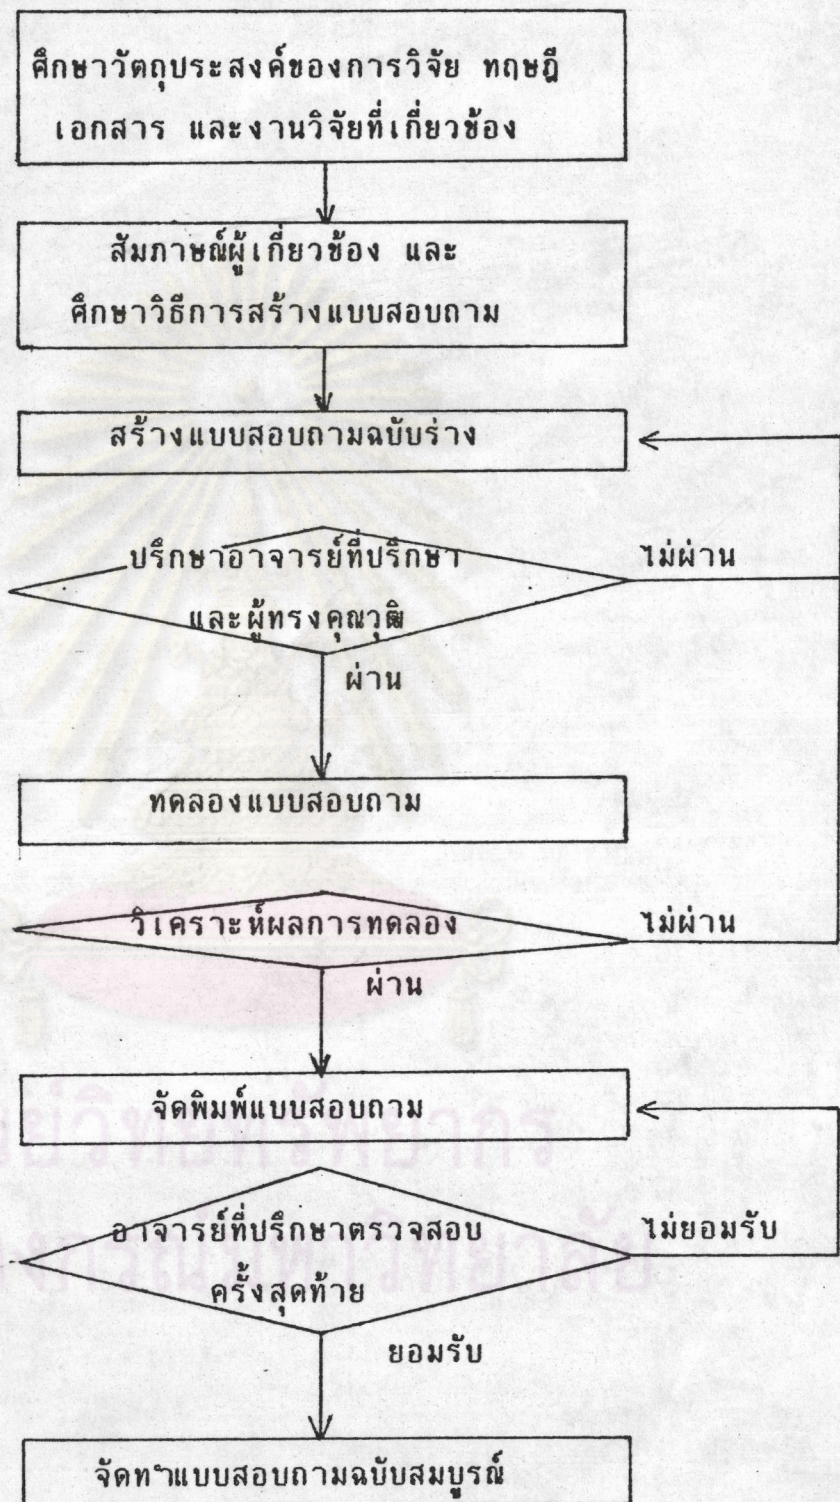 ศึกษาวัตถุประสงค์ของการวิจัย ทฤษฎี
เอกสาร และงานวิจัยที่เกี่ยวข้อง
สัมภาษณ์ผู้เกี่ยวข้อง และ
ศึกษาวิธีการสร้างแบบสอบถาม
สร้างแบบสอบถามฉบับร่าง
ปรึกษาอาจารย์ที่ปรึกษา
ไม่ผ่าน
และผู้ทรงคุณวุฒิ
ผ่าน
ทดลองแบบสอบถาม
วิเคราะห์ผลการทดลอง
ไม่ผ่าน
ผ่าน
จัดพิมพ์แบบสอบถาม
วิทยทรัพยากร
อาจารย์ที่ปรึกษาตรวจสอบ
ไม่ยอมรับ
ครั้งสุดท้าย
ยอมรับ
จัดทำแบบสอบถามฉบับสมบูรณ์